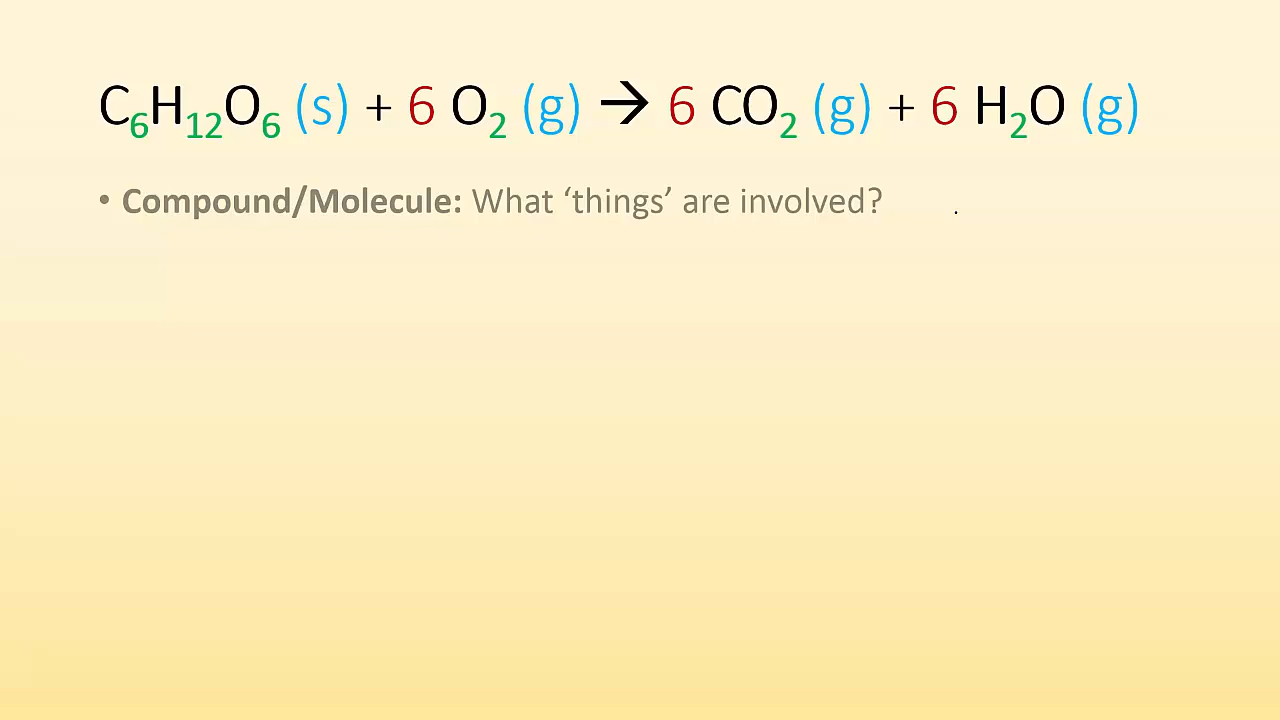 C₆H₁₂O₆ (s) + 6 O₂ (g) → 6 CO₂ (g) + 6 H₂O (g)
• Compound/Molecule: What ‘things’ are involved?